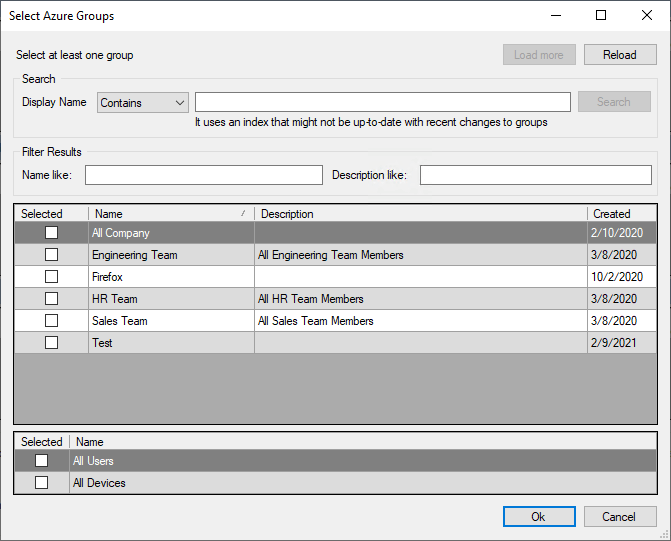 Select Azure Groups
Select at least one group Load more Reload
Search
Display Name Contains Search
It uses an index that might not be up-to-date with recent changes to groups
Filter Results
Name like: Description like:
Selected Name Description Created
All Company 2/10/2020
Engineering Team All Engineering Team Members 3/8/2020
Firefox 10/2/2020
HR Team All HR Team Members 3/8/2020
Sales Team All Sales Team Members 3/8/2020
Test 2/9/2021
Selected Name
All Users
All Devices
Ok Cancel